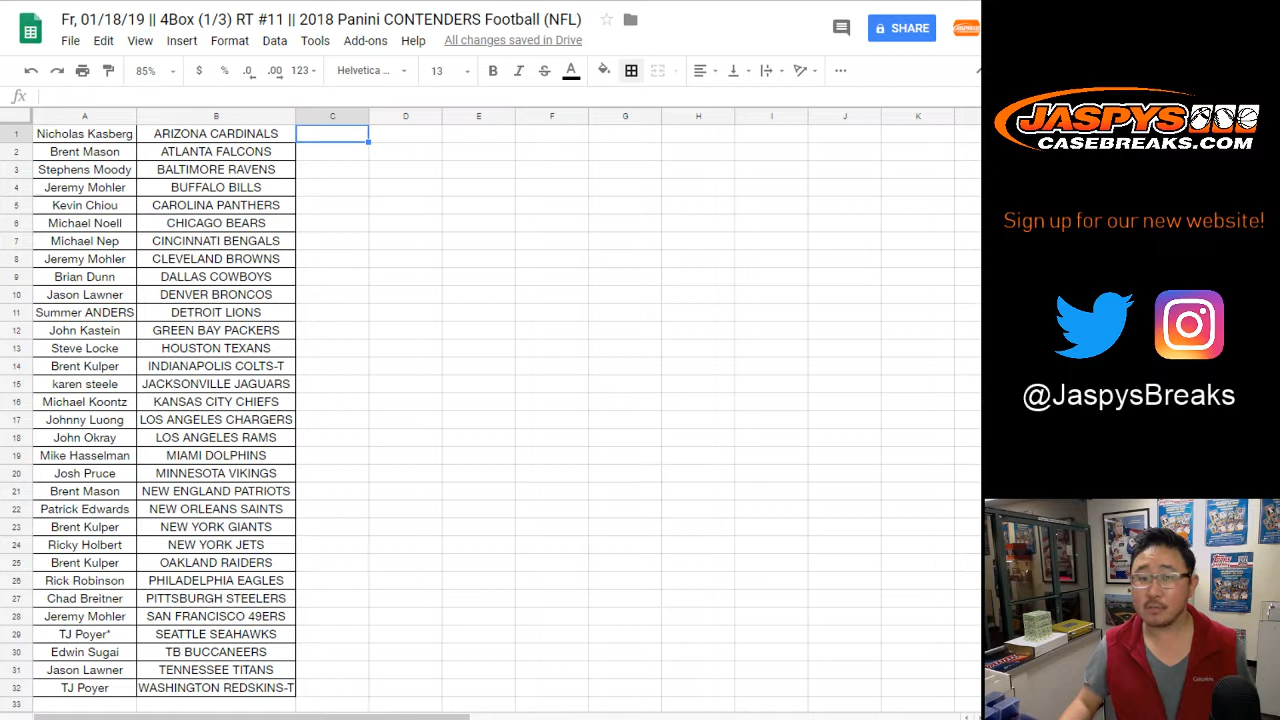 Fr, 01/18/19 || 4Box (1/3) RT #11 || 2018 Panini CONTENDERS Football (NFL)
File Edit View Insert Format Data Tools Add-ons Help All changes saved in Drive
SHARE
85% $ % .0 .00 123 Helvetica ... 13 B I S A
fx
A B C D E F G H I J K
1 Nicholas Kasberg ARIZONA CARDINALS
2 Brent Mason ATLANTA FALCONS
3 Stephens Moody BALTIMORE RAVENS
4 Jeremy Mohler BUFFALO BILLS
5 Kevin Chiou CAROLINA PANTHERS
6 Michael Noell CHICAGO BEARS
7 Michael Nep CINCINNATI BENGALS
8 Jeremy Mohler CLEVELAND BROWNS
9 Brian Dunn DALLAS COWBOYS
10 Jason Lawner DENVER BRONCOS
11 Summer ANDERS DETROIT LIONS
12 John Kastein GREEN BAY PACKERS
13 Steve Locke HOUSTON TEXANS
14 Brent Kulper INDIANAPOLIS COLTS-T
15 karen steele JACKSONVILLE JAGUARS
16 Michael Koontz KANSAS CITY CHIEFS
17 Johnny Luong LOS ANGELES CHARGERS
18 John Okray LOS ANGELES RAMS
19 Mike Hasselman MIAMI DOLPHINS
20 Josh Pruce MINNESOTA VIKINGS
21 Brent Mason NEW ENGLAND PATRIOTS
22 Patrick Edwards NEW ORLEANS SAINTS
23 Brent Kulper NEW YORK GIANTS
24 Ricky Holbert NEW YORK JETS
25 Brent Kulper OAKLAND RAIDERS
26 Rick Robinson PHILADELPHIA EAGLES
27 Chad Breitner PITTSBURGH STEELERS
28 Jeremy Mohler SAN FRANCISCO 49ERS
29 TJ Poyer* SEATTLE SEAHAWKS
30 Edwin Sugai TB BUCCANEERS
31 Jason Lawner TENNESSEE TITANS
32 TJ Poyer WASHINGTON REDSKINS-T
33
JASPYS
CASEBREAKS.COM
Sign up for our new website!
@JaspysBreaks